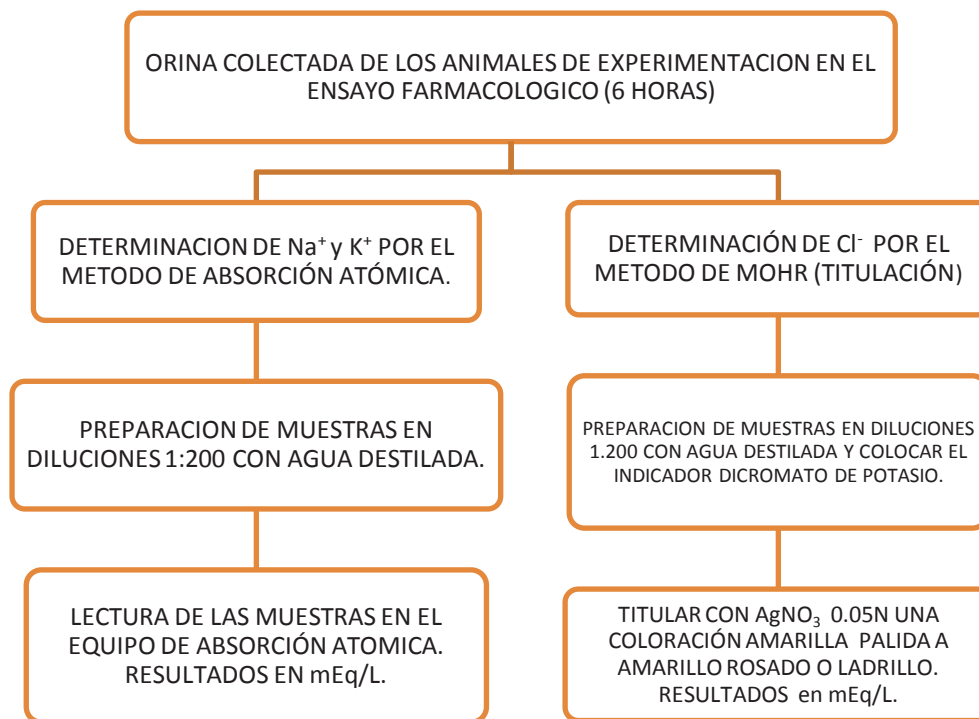 ORINA COLECTADA DE LOS ANIMALES DE EXPERIMENTACION EN EL
ENSAYO FARMACOLOGICO (6 HORAS)
DETERMINACION DE Na⁺ y K⁺ POR EL
METODO DE ABSORCIÓN ATÓMICA.
PREPARACION DE MUESTRAS EN
DILUCIONES 1:200 CON AGUA DESTILADA.
LECTURA DE LAS MUESTRAS EN EL
EQUIPO DE ABSORCIÓN ATOMICA.
RESULTADOS EN mEq/L.
DETERMINACIÓN DE Cl⁻ POR EL
METODO DE MOHR (TITULACIÓN)
PREPARACION DE MUESTRAS EN DILUCIONES
1.200 CON AGUA DESTILADA Y COLOCAR EL
INDICADOR DICROMATO DE POTASIO.
TITULAR CON AgNO₃ 0.05N UNA
COLORACIÓN AMARILLA PALIDA A
AMARILLO ROSADO O LADRILLO.
RESULTADOS en mEq/L.